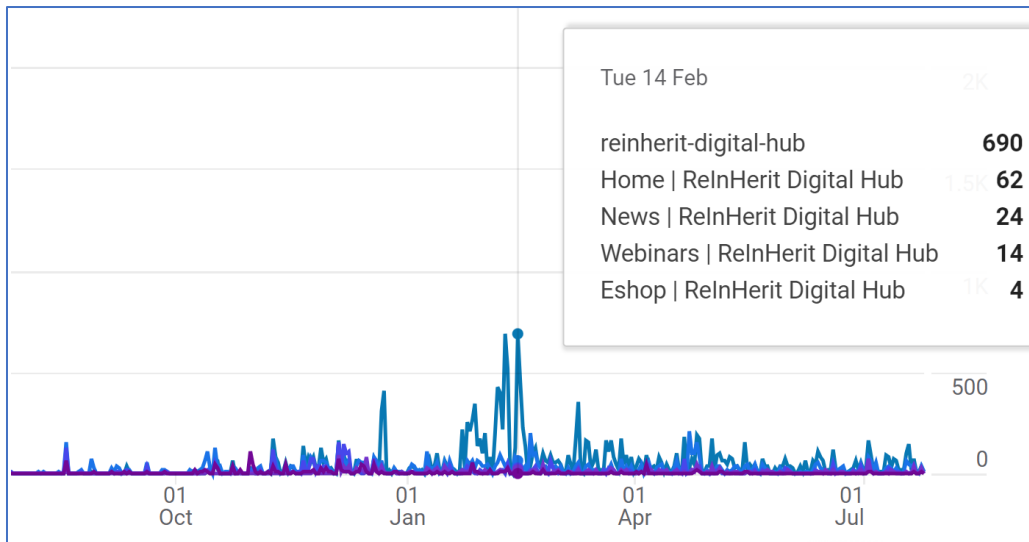 Tue 14 Feb
2K
reinherit-digital-hub 690
Home | ReInHerit Digital Hub 62
1.5K
News | ReInHerit Digital Hub 24
Webinars | ReInHerit Digital Hub 14
Eshop | ReInHerit Digital Hub 4
1K
500
0
01 01 01 01
Oct Jan Apr Jul